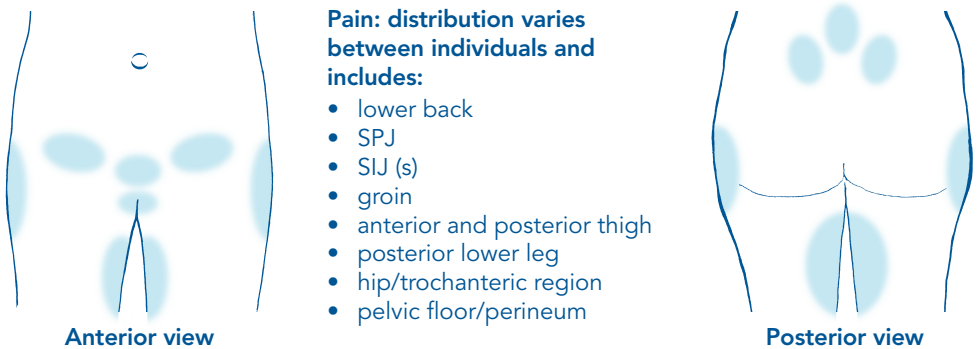 Pain: distribution varies
between individuals and
includes:
• lower back
• SPJ
• SIJ (s)
• groin
• anterior and posterior thigh
• posterior lower leg
• hip/trochanteric region
• pelvic floor/perineum
Anterior view
Posterior view